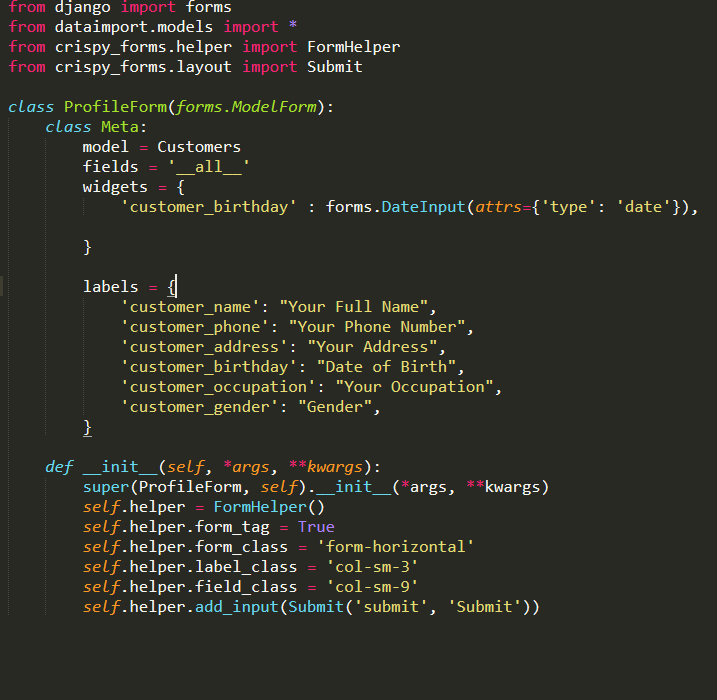 from django import forms
from dataimport.models import *
from crispy_forms.helper import FormHelper
from crispy_forms.layout import Submit
class ProfileForm(forms.ModelForm):
class Meta:
model = Customers
fields = '__all__'
widgets = {
'customer_birthday' : forms.DateInput(attrs={'type': 'date'}),
}
labels = {
'customer_name': "Your Full Name",
'customer_phone': "Your Phone Number",
'customer_address': "Your Address",
'customer_birthday': "Date of Birth",
'customer_occupation': "Your Occupation",
'customer_gender': "Gender",
}
def __init__(self, *args, **kwargs):
super(ProfileForm, self).__init__(*args, **kwargs)
self.helper = FormHelper()
self.helper.form_tag = True
self.helper.form_class = 'form-horizontal'
self.helper.label_class = 'col-sm-3'
self.helper.field_class = 'col-sm-9'
self.helper.add_input(Submit('submit', 'Submit'))